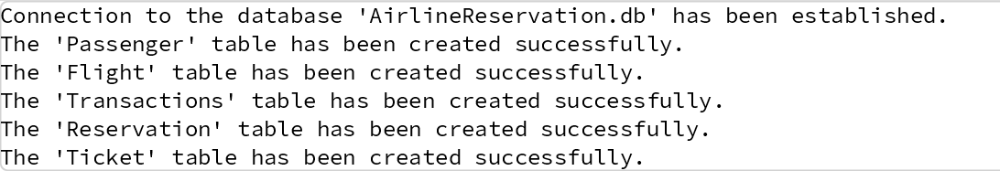 Connection to the database 'AirlineReservation.db' has been established.
The 'Passenger' table has been created successfully.
The 'Flight' table has been created successfully.
The 'Transactions' table has been created successfully.
The 'Reservation' table has been created successfully.
The 'Ticket' table has been created successfully.